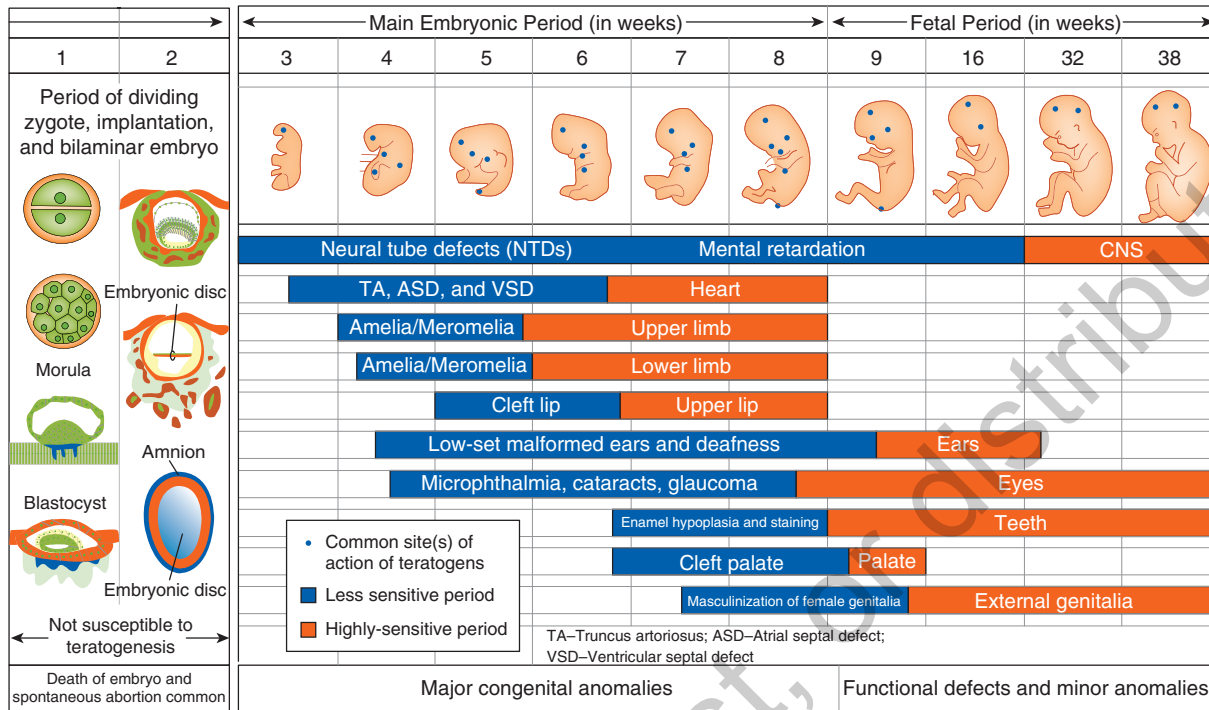 Main Embryonic Period (in weeks)
Fetal Period (in weeks)
1
2
3
4
5
6
7
8
9
16
32
38
Period of dividing
zygote, implantation,
and bilaminar embryo
Embryonic disc
Morula
Amnion
Blastocyst
Embryonic disc
Not susceptible to
teratogenesis
Death of embryo and
spontaneous abortion common
Neural tube defects (NTDs)
Mental retardation
CNS
TA, ASD, and VSD
Heart
Amelia/Meromelia
Upper limb
Amelia/Meromelia
Lower limb
Cleft lip
Upper lip
Low-set malformed ears and deafness
Ears
Microphthalmia, cataracts, glaucoma
Eyes
Enamel hypoplasia and staining
Teeth
Cleft palate
Palate
Masculinization of female genitalia
External genitalia
Common site(s) of
action of teratogens
Less sensitive period
Highly-sensitive period
TA–Truncus artoriosus; ASD–Atrial septal defect;
VSD–Ventricular septal defect
Major congenital anomalies
Functional defects and minor anomalies
st, or distribut